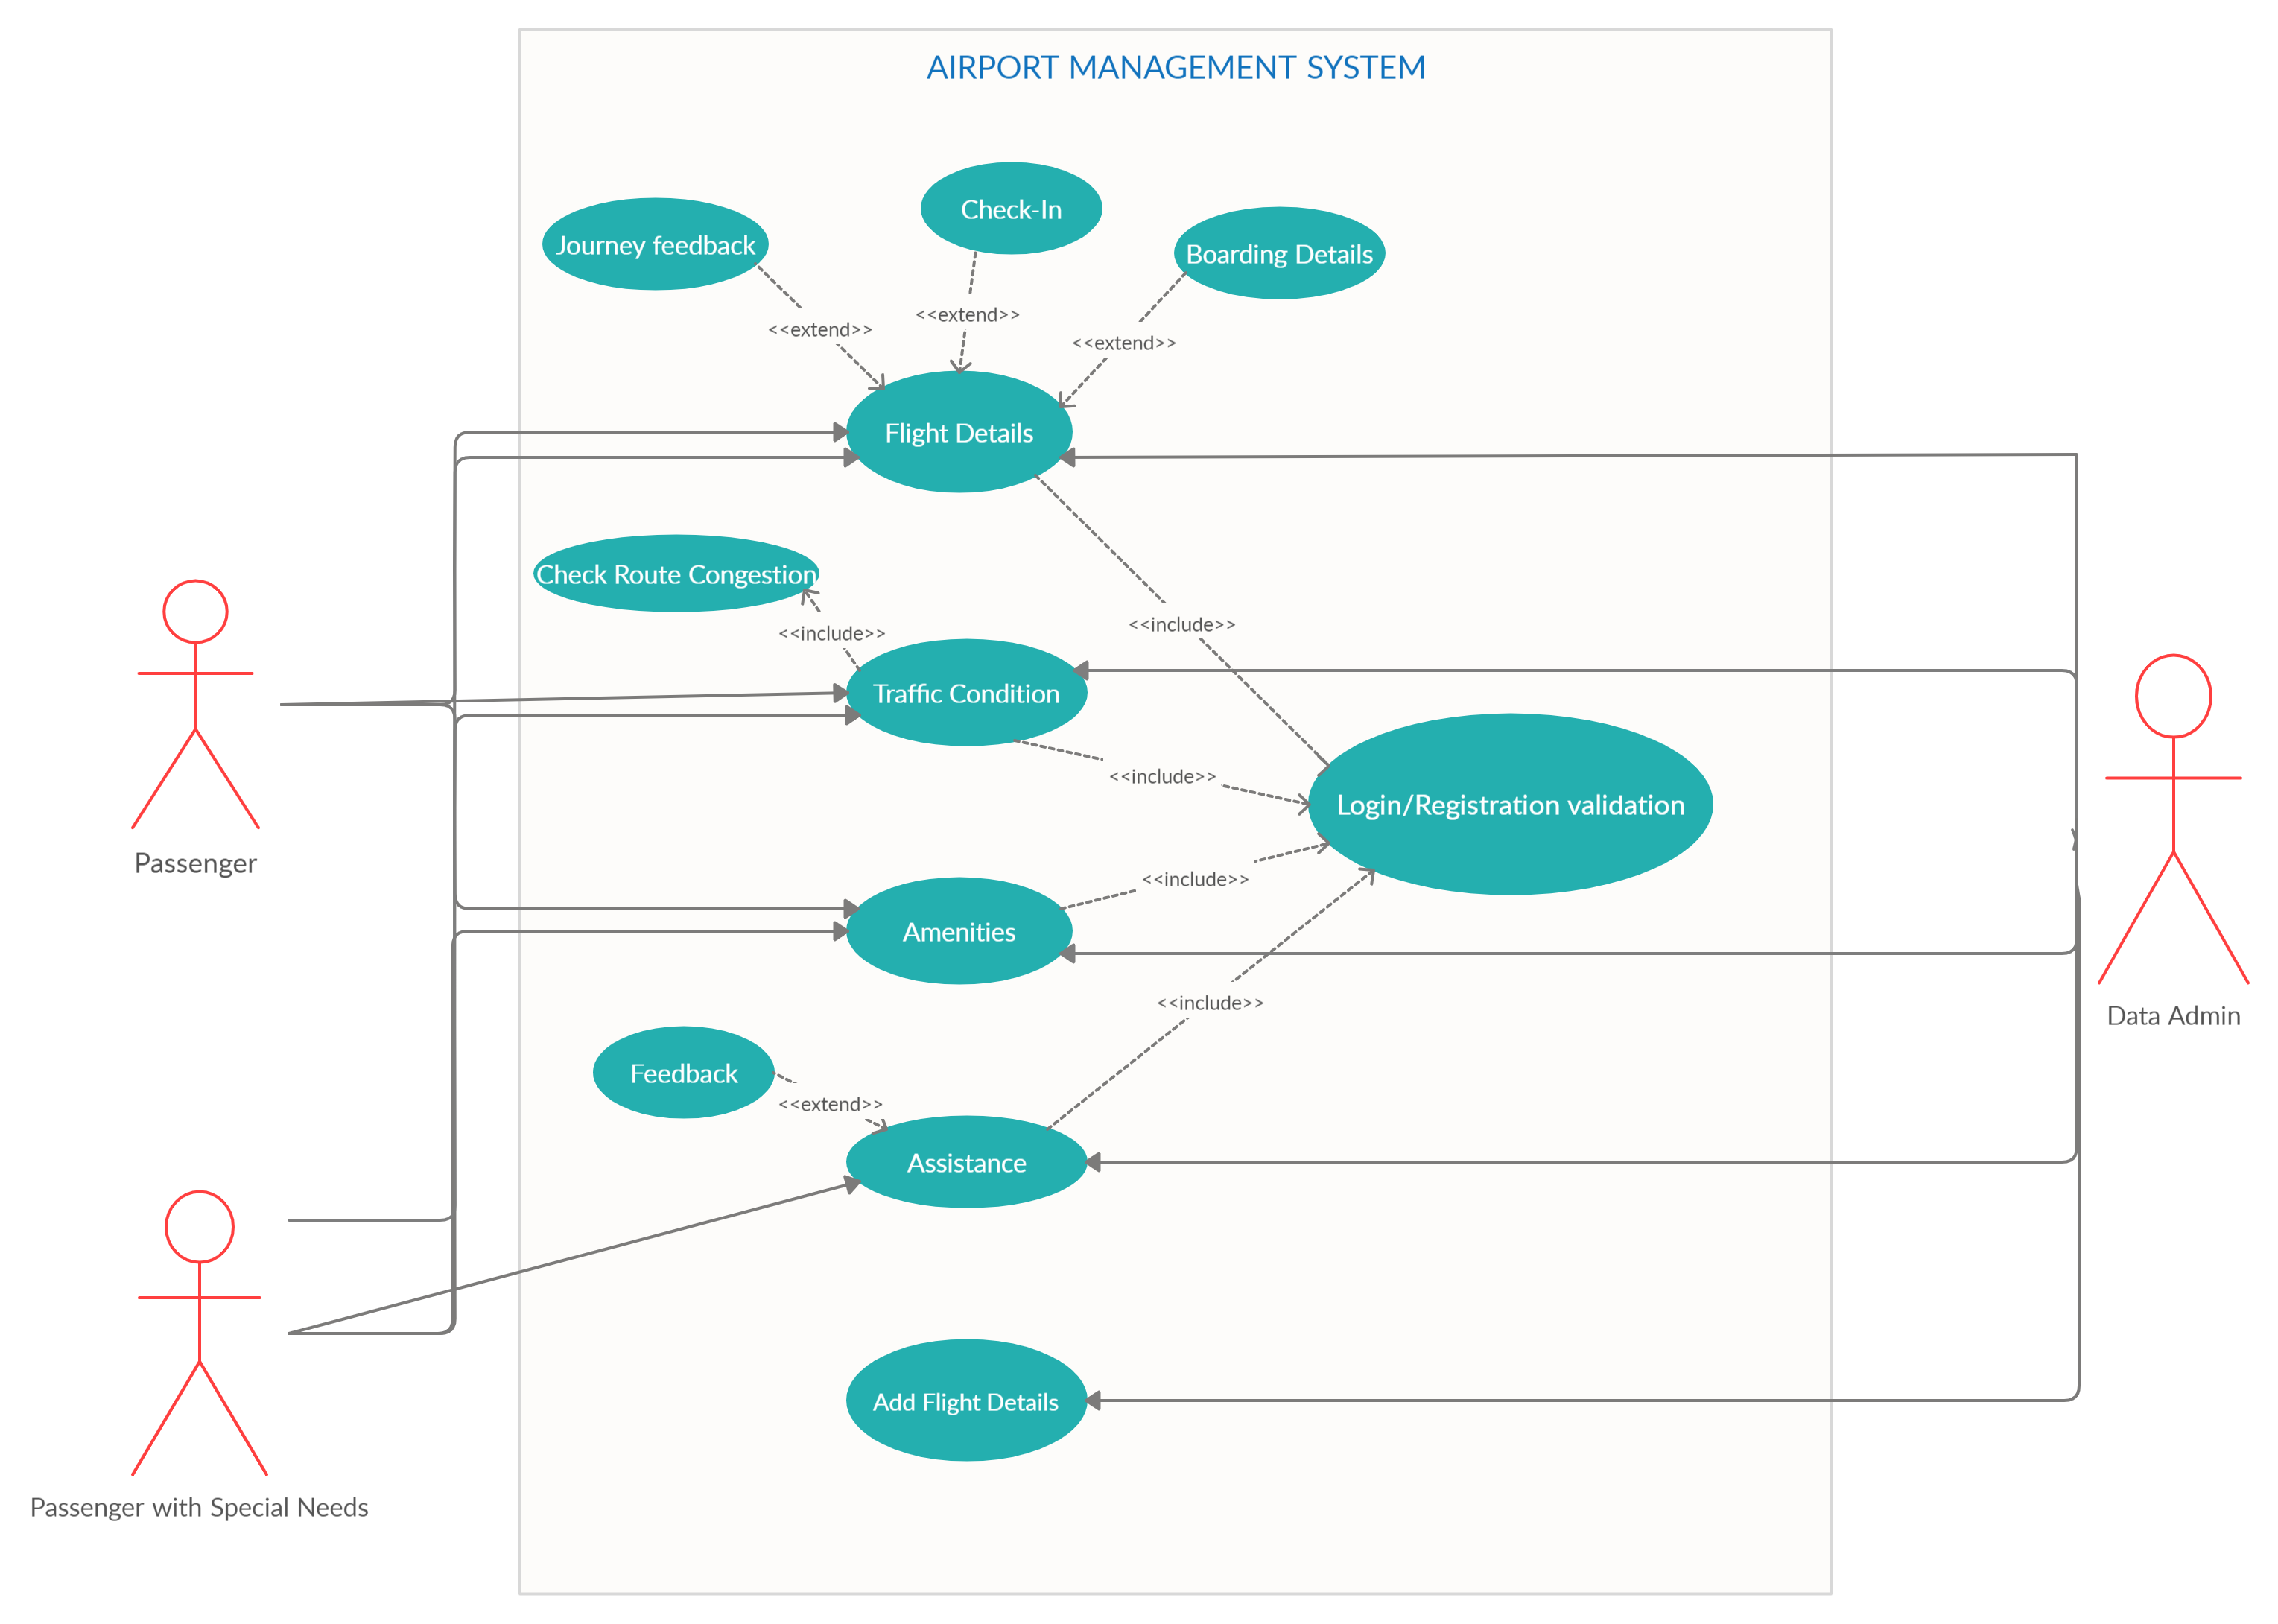 AIRPORT MANAGEMENT SYSTEM
Check-In
Journey feedback
Boarding Details
<<extend>>
<<extend>>
<<extend>>
Flight Details
Check Route Congestion
<<include>>
<<include>>
Traffic Condition
<<include>>
Login/Registration validation
Passenger
<<include>>
Amenities
<<include>>
Data Admin
Feedback
<<extend>>
Assistance
Add Flight Details
Passenger with Special Needs